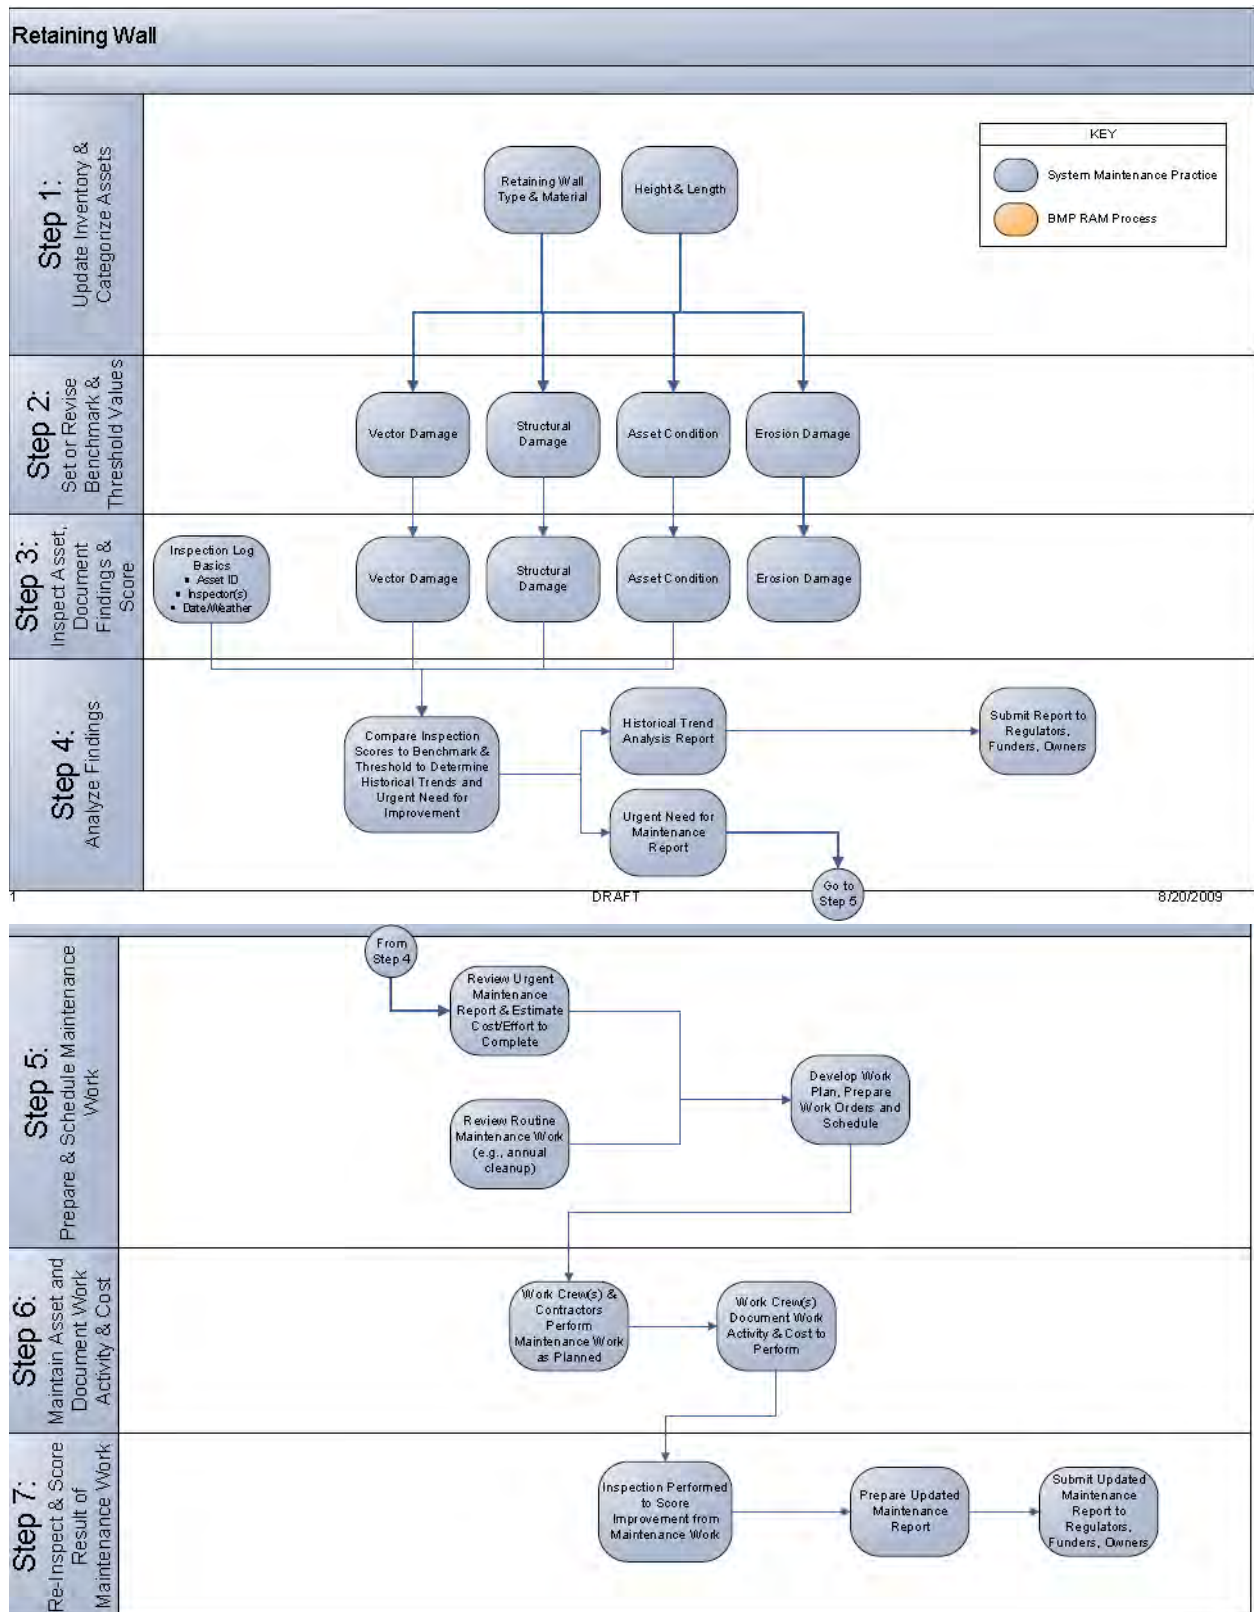 Retaining Wall
KEY
System Maintenance Practice
BMP RAM Process
Step 1:
Update Inventory &
Categorize Assets
Retaining Wall
Type & Material
Height & Length
Step 2:
Set or Revise
Benchmark &
Threshold Values
Vector Damage
Structural
Damage
Asset Condition
Erosion Damage
Step 3:
Inspect Asset,
Document
Findings &
Score
Inspection Log
Basics
▪ Asset ID
▪ Inspector(s)
▪ Date/Weather
Vector Damage
Structural
Damage
Asset Condition
Erosion Damage
Step 4:
Analyze Findings
Compare Inspection
Scores to Benchmark &
Threshold to Determine
Historical Trends and
Urgent Need for
Improvement
Historical Trend
Analysis Report
Submit Report to
Regulators,
Funders, Owners
Urgent Need for
Maintenance
Report
Go to
Step 5
1
DRAFT
8/20/2009
From
Step 4
Step 5:
Prepare & Schedule Maintenance
Work
Review Urgent
Maintenance
Report & Estimate
Cost/Effort to
Complete
Review Routine
Maintenance Work
(e.g., annual
cleanup)
Develop Work
Plan, Prepare
Work Orders and
Schedule
Step 6:
Maintain Asset and
Document Work
Activity & Cost
Work Crew(s) &
Contractors
Perform
Maintenance Work
as Planned
Work Crew(s)
Document Work
Activity & Cost to
Perform
Step 7:
Re-Inspect & Score
Result of
Maintenance Work
Inspection Performed
to Score
Improvement from
Maintenance Work
Prepare Updated
Maintenance
Report
Submit Updated
Maintenance
Report to
Regulators,
Funders, Owners